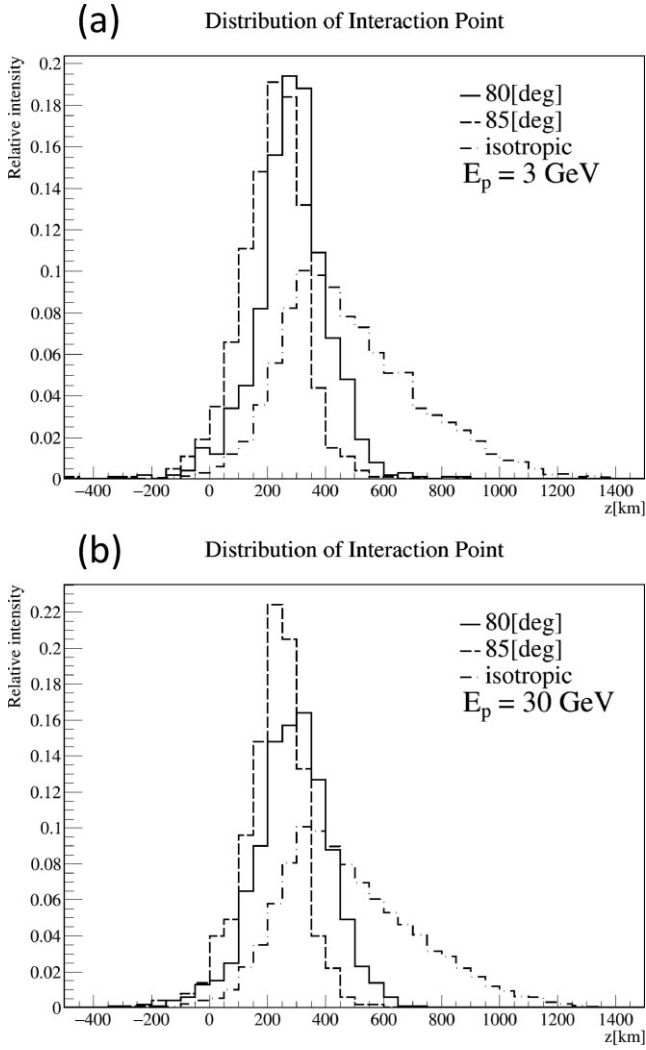 (a)
Distribution of Interaction Point
Relative intensity
0.2
0.18
0.16
0.14
0.12
0.1
0.08
0.06
0.04
0.02
0
80[deg]
85[deg]
isotropic
E_p = 3 GeV
−400 −200 0 200 400 600 800 1000 1200 1400
z[km]
(b)
Distribution of Interaction Point
Relative intensity
0.22
0.2
0.18
0.16
0.14
0.12
0.1
0.08
0.06
0.04
0.02
0
80[deg]
85[deg]
isotropic
E_p = 30 GeV
−400 −200 0 200 400 600 800 1000 1200 1400
z[km]